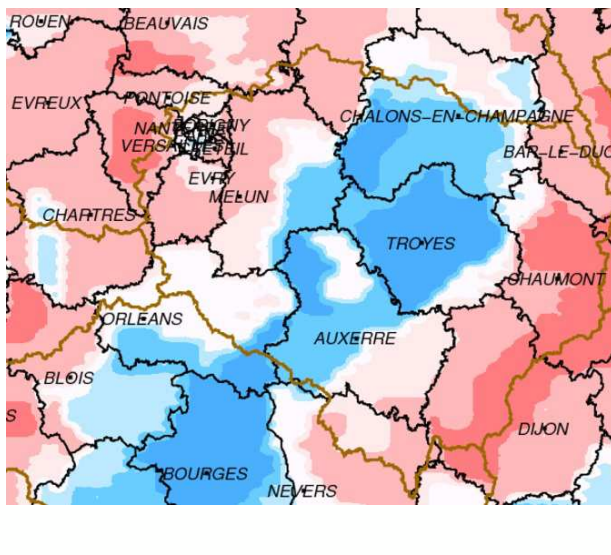 ROUEN
BEAUVAIS
EVREUX
PONTOISE
VERSAILLES
EVRY
MELUN
CHALONS-EN-CHAMPAGNE
BAR-LE-DUC
CHARTRES
TROYES
CHAUMONT
ORLEANS
AUXERRE
BLOIS
S
DIJON
BOURGES
NEVERS